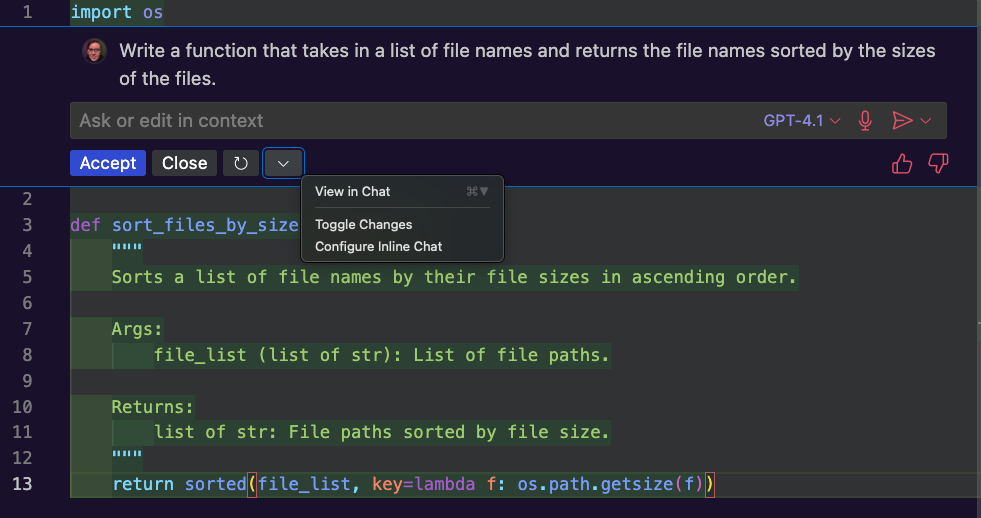 1 import os
Write a function that takes in a list of file names and returns the file names sorted by the sizes
of the files.
Ask or edit in context GPT-4.1
Accept Close
View in Chat ⌘▼
Toggle Changes
Configure Inline Chat
2
3 def sort_files_by_size
4 """
5 Sorts a list of file names by their file sizes in ascending order.
6
7 Args:
8 file_list (list of str): List of file paths.
9
10 Returns:
11 list of str: File paths sorted by file size.
12 """
13 return sorted(file_list, key=lambda f: os.path.getsize(f))